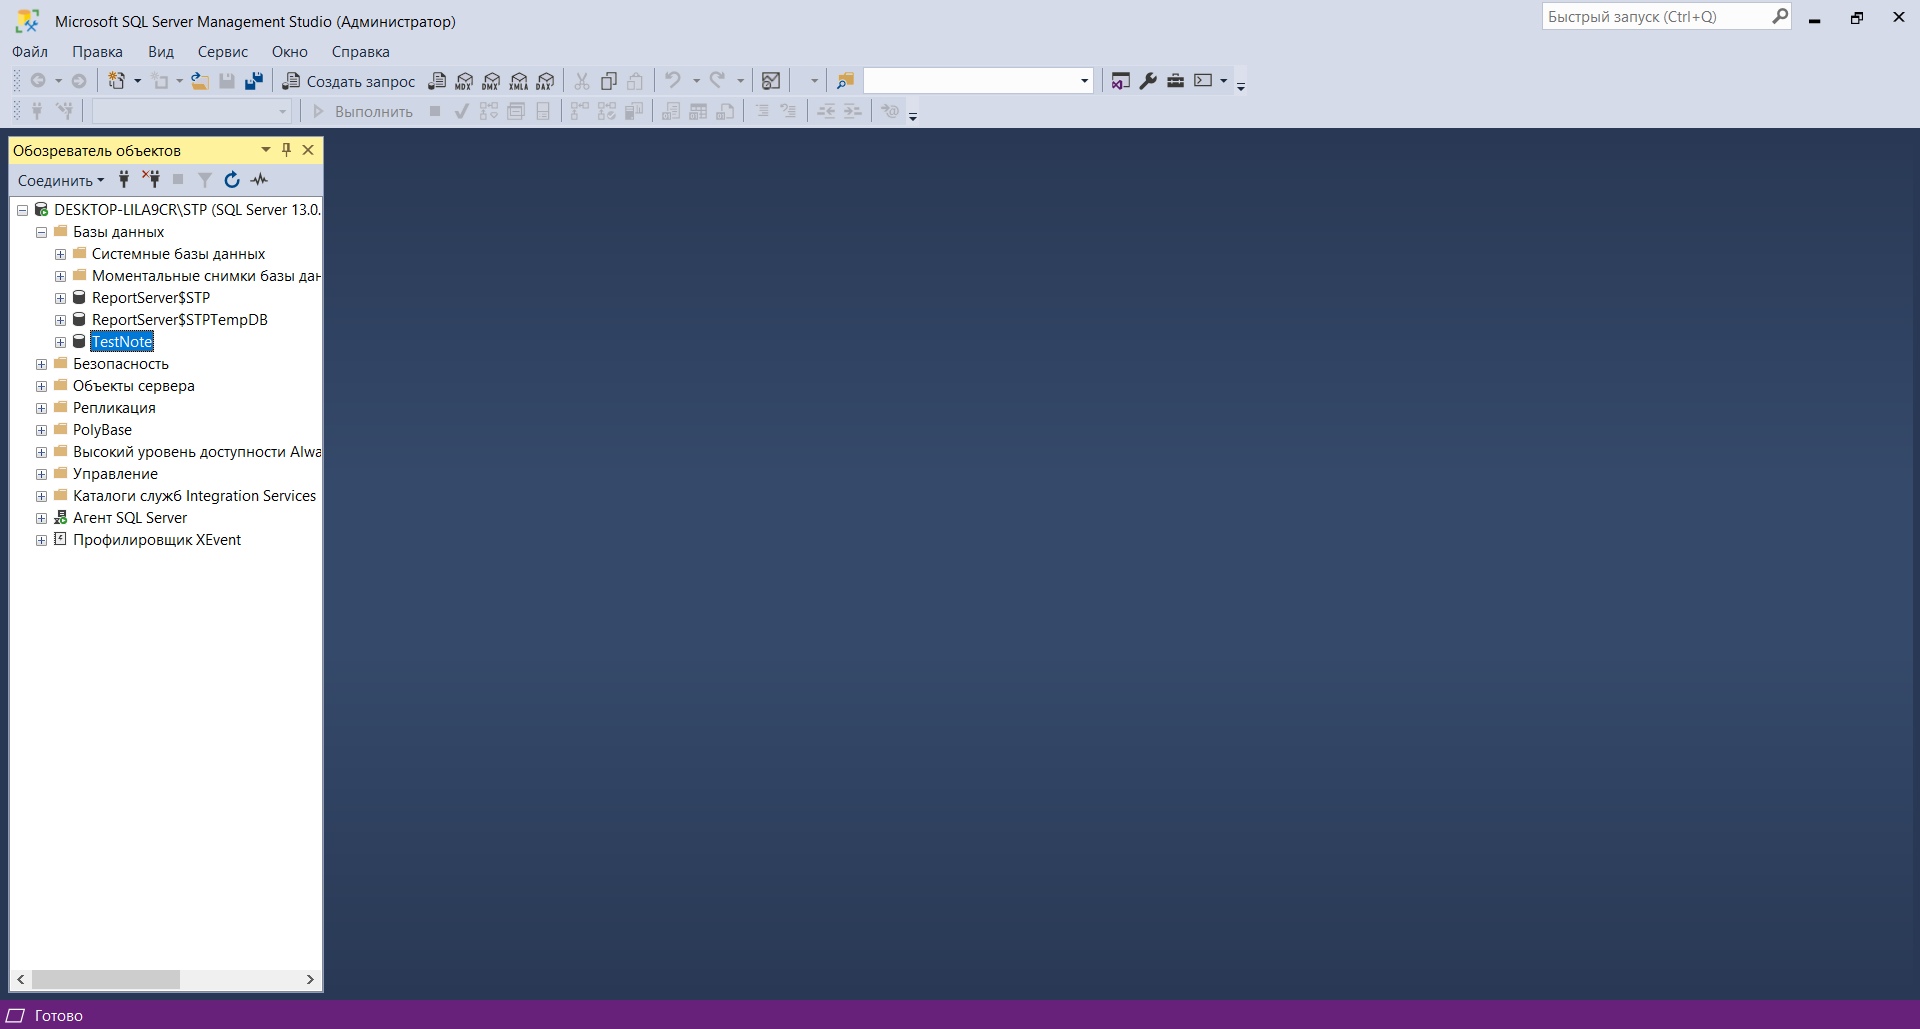 Microsoft SQL Server Management Studio (Администратор)
Быстрый запуск (Ctrl+Q)
Файл Правка Вид Сервис Окно Справка
Создать запрос MDX DMX XMLA DAX
Выполнить
Обозреватель объектов
Соединить
DESKTOP-LILA9CR\STP (SQL Server 13.0.
Базы данных
Системные базы данных
Моментальные снимки базы дан
ReportServer$STP
ReportServer$STPTempDB
TestNote
Безопасность
Объекты сервера
Репликация
PolyBase
Высокий уровень доступности Alwa
Управление
Каталоги служб Integration Services
Агент SQL Server
Профилировщик XEvent
Готово